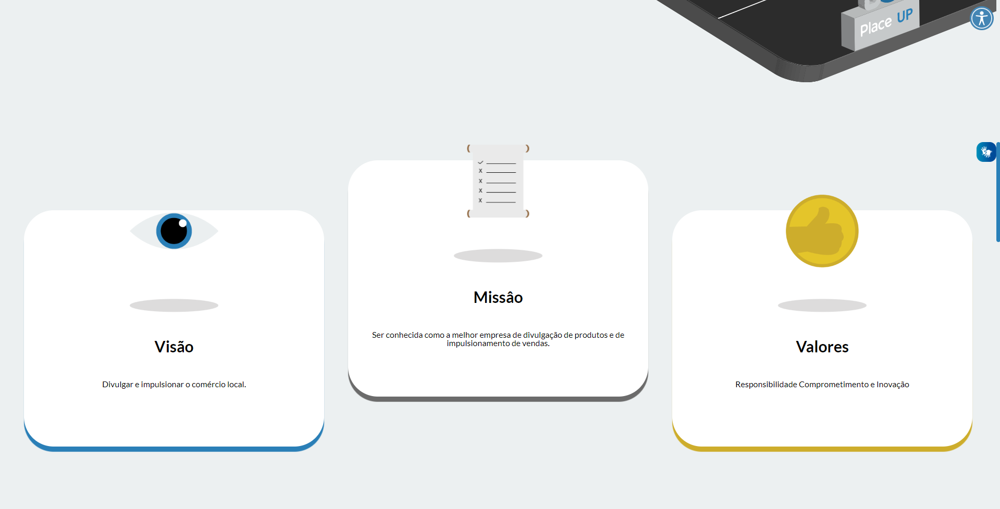 Place UP
Missâo
Ser conhecida como a melhor empresa de divulgação de produtos e de
impulsionamento de vendas.
Visão
Divulgar e impulsionar o comércio local.
Valores
Responsibilidade Comprometimento e Inovação